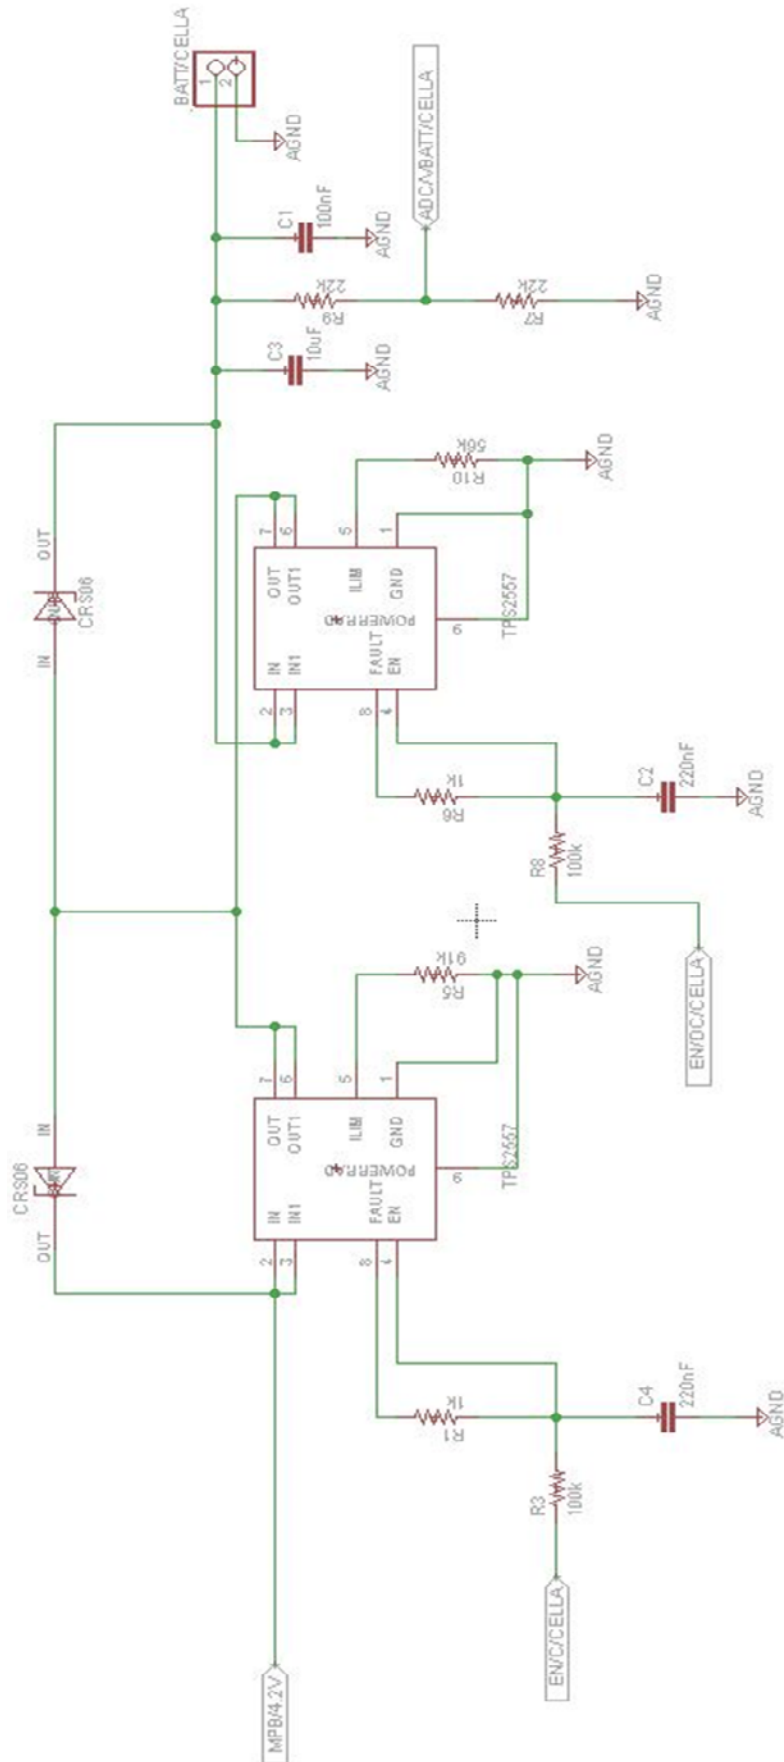 BATT/CELLA
1
2
AGND
C1
100nF
AGND
ADC/VBATT/CELLA
R9
22k
R7
22k
AGND
C3
10uF
AGND
OUT
IN
CRS06
7
6
5
1
OUT
OUT1
ILIM
GND
POWERPAD
9
TPS2557
IN
IN1
FAULT
EN
2
3
8
4
R10
56k
AGND
R6
1k
C2
220nF
AGND
R8
100k
EN/DC/CELLA
CRS06
IN
OUT
7
6
5
1
OUT
OUT1
ILIM
GND
POWERPAD
9
TPS2557
IN
IN1
FAULT
EN
2
3
8
4
R5
91k
AGND
R1
1k
C4
220nF
AGND
R3
100k
EN/C/CELLA
MPB/4.2V